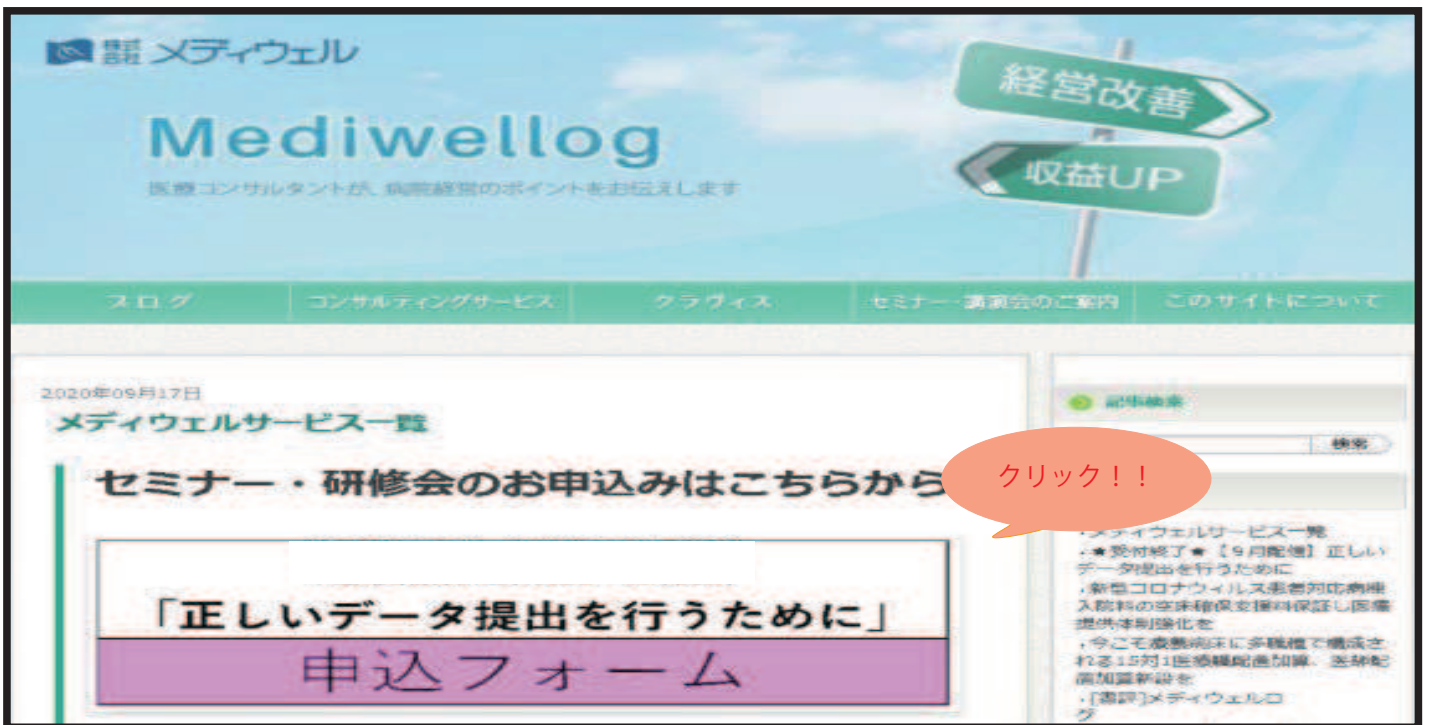 株式会社 メディウェル
Mediwellog
医療コンサルタントが、病院経営のポイントをお伝えします
経営改善
収益UP
ブログ
コンサルティングサービス
クラヴィス
セミナー・講演会のご案内
このサイトについて
2020年09月17日
メディウェルサービス一覧
セミナー・研修会のお申込みはこちらから
クリック！！
「正しいデータ提出を行うために」
申込フォーム
記事検索
検索
・メディウェルサービス一覧
・★受付終了★【9月配信】正しい
データ提出を行うために
・新型コロナウィルス患者対応病棟
入院料の空床確保支援料保証し医療
提供体制強化を
・今こそ療養病床に多職種で構成さ
れる15対1医療職配置加算、医師配
置加算新設を
・[書評]メディウェルロ
グ